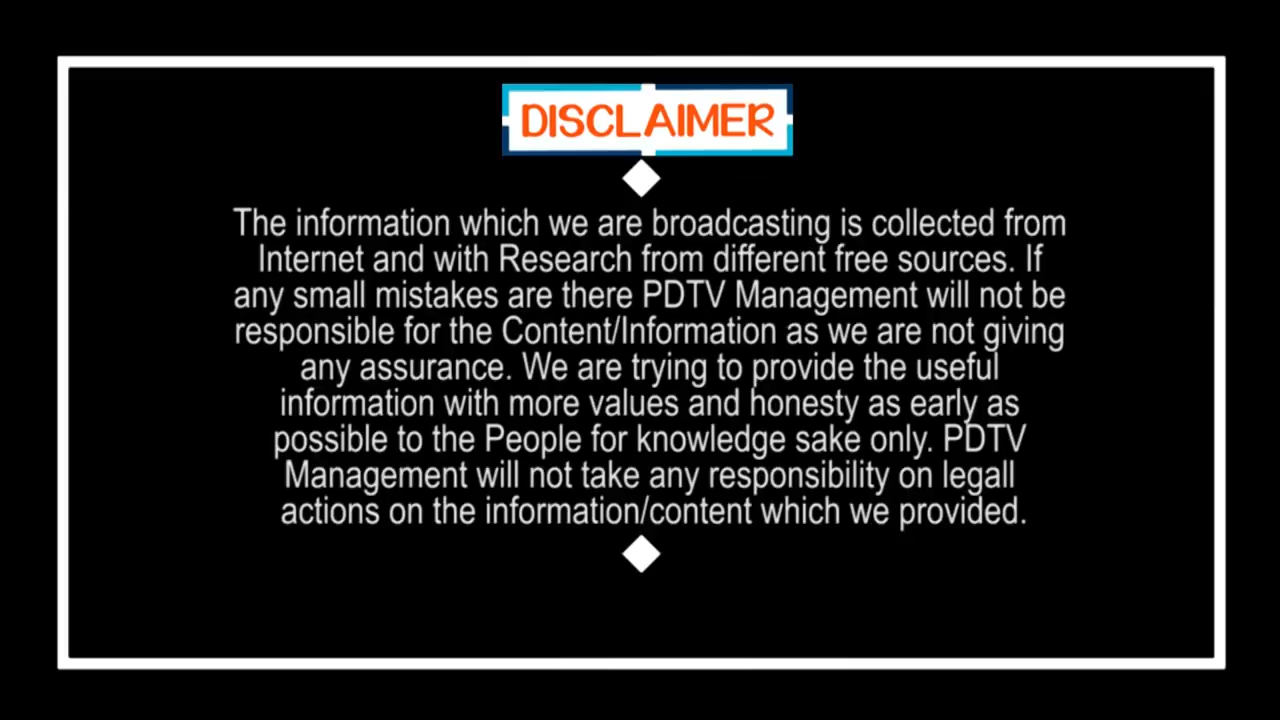 DISCLAIMER
The information which we are broadcasting is collected from
Internet and with Research from different free sources. If
any small mistakes are there PDTV Management will not be
responsible for the Content/Information as we are not giving
any assurance. We are trying to provide the useful
information with more values and honesty as early as
possible to the People for knowledge sake only. PDTV
Management will not take any responsibility on legall
actions on the information/content which we provided.